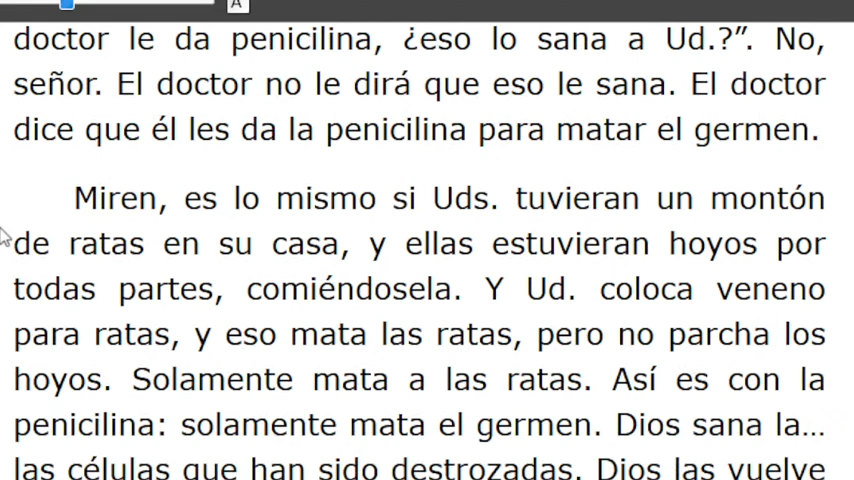 A
doctor le da penicilina, ¿eso lo sana a Ud.?”. No,
señor. El doctor no le dirá que eso le sana. El doctor
dice que él les da la penicilina para matar el germen.
Miren, es lo mismo si Uds. tuvieran un montón
de ratas en su casa, y ellas estuvieran hoyos por
todas partes, comiéndosela. Y Ud. coloca veneno
para ratas, y eso mata las ratas, pero no parcha los
hoyos. Solamente mata a las ratas. Así es con la
penicilina: solamente mata el germen. Dios sana la...
las células que han sido destrozadas. Dios las vuelve